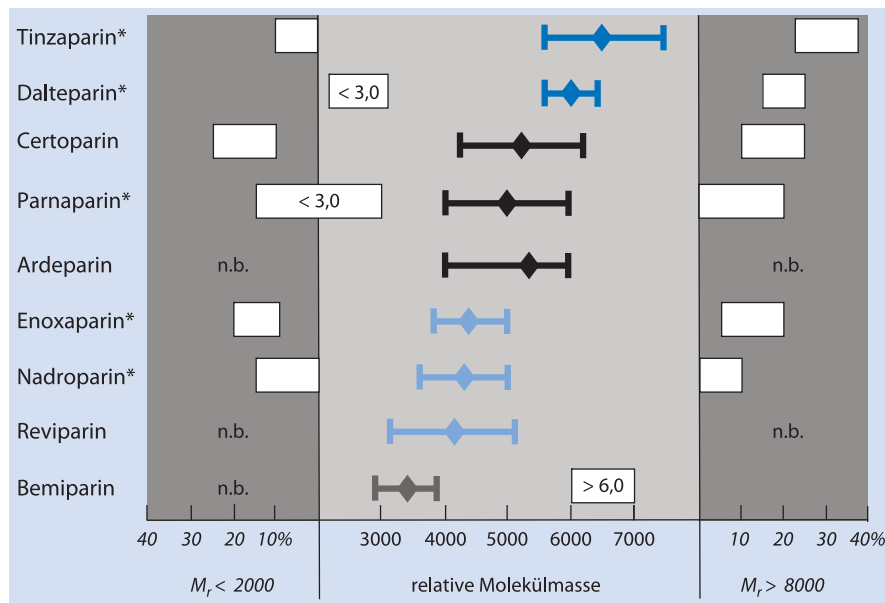 Tinzaparin*
Dalteparin* < 3,0
Certoparin
Parnaparin* < 3,0
Ardeparin n.b. n.b.
Enoxaparin*
Nadroparin*
Reviparin n.b. n.b.
Bemiparin n.b. > 6,0
40 30 20 10% 3000 4000 5000 6000 7000 10 20 30 40%
Mr < 2000 relative Molekülmasse Mr > 8000